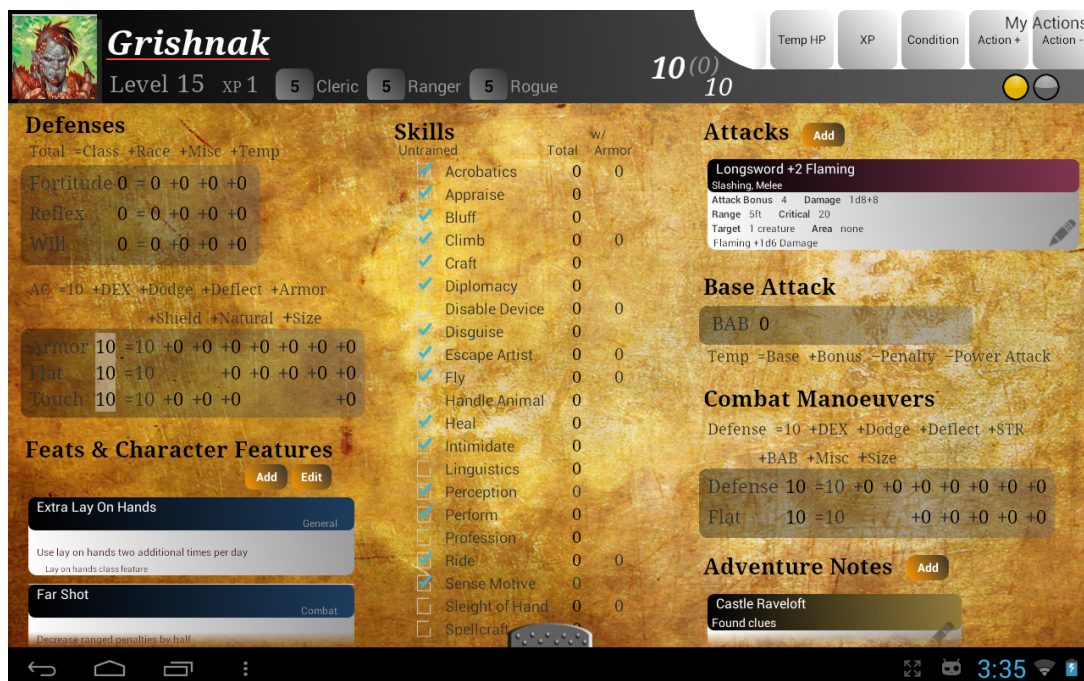 Grishnak
Level 15 XP 1 5 Cleric 5 Ranger 5 Rogue
10 (0)
10
My Actions
Temp HP XP Condition Action + Action -
Defenses
Total =Class +Race +Misc +Temp
Fortitude 0 = 0 +0 +0 +0
Reflex 0 = 0 +0 +0 +0
Will 0 = 0 +0 +0 +0
AC =10 +DEX +Dodge +Deflect +Armor
+Shield +Natural +Size
Armor 10 =10 +0 +0 +0 +0 +0 +0 +0
Flat 10 =10 +0 +0 +0 +0 +0
Touch 10 =10 +0 +0 +0 +0
Feats & Character Features
Add Edit
Extra Lay On Hands
General
Use lay on hands two additional times per day
Lay on hands class feature
Far Shot
Combat
Decrease ranged penalties by half
Skills
w/
Untrained Total Armor
Acrobatics 0 0
Appraise 0
Bluff 0
Climb 0 0
Craft 0
Diplomacy 0
Disable Device 0 0
Disguise 0
Escape Artist 0 0
Fly 0 0
Handle Animal 0
Heal 0
Intimidate 0
Linguistics 0
Perception 0
Perform 0
Profession 0
Ride 0 0
Sense Motive 0
Sleight of Hand 0 0
Spellcraft
Attacks Add
Longsword +2 Flaming
Slashing, Melee
Attack Bonus 4 Damage 1d8+8
Range 5ft Critical 20
Target 1 creature Area none
Flaming +1d6 Damage
Base Attack
BAB 0
Temp =Base +Bonus −Penalty −Power Attack
Combat Manoeuvers
Defense =10 +DEX +Dodge +Deflect +STR
+BAB +Misc +Size
Defense 10 =10 +0 +0 +0 +0 +0 +0 +0
Flat 10 =10 +0 +0 +0 +0 +0
Adventure Notes Add
Castle Raveloft
Found clues
3:35